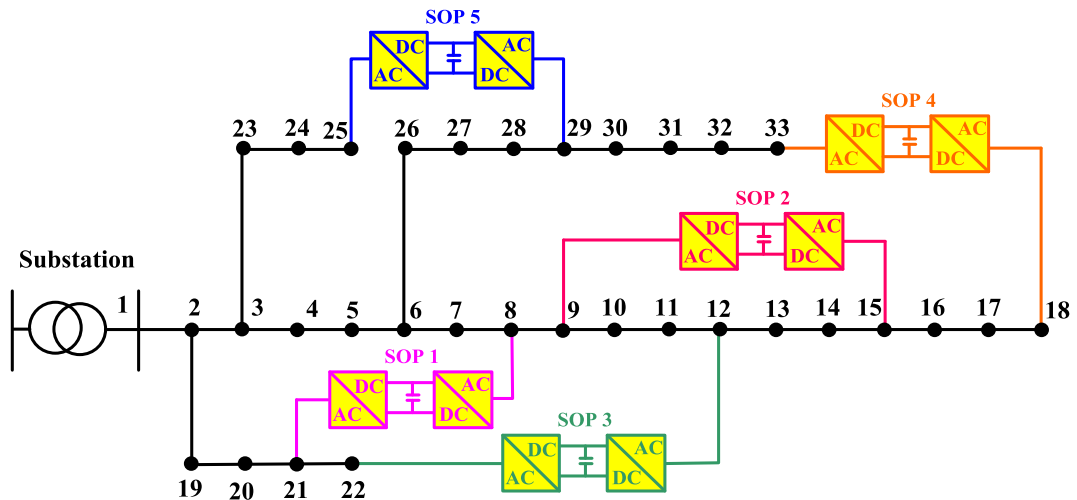 SOP 5
DC AC
AC DC
SOP 4
23 24 25 26 27 28 29 30 31 32 33
DC AC
AC DC
SOP 2
DC AC
AC DC
Substation
1 2 3 4 5 6 7 8 9 10 11 12 13 14 15 16 17 18
SOP 1
DC AC
AC DC
SOP 3
DC AC
AC DC
19 20 21 22